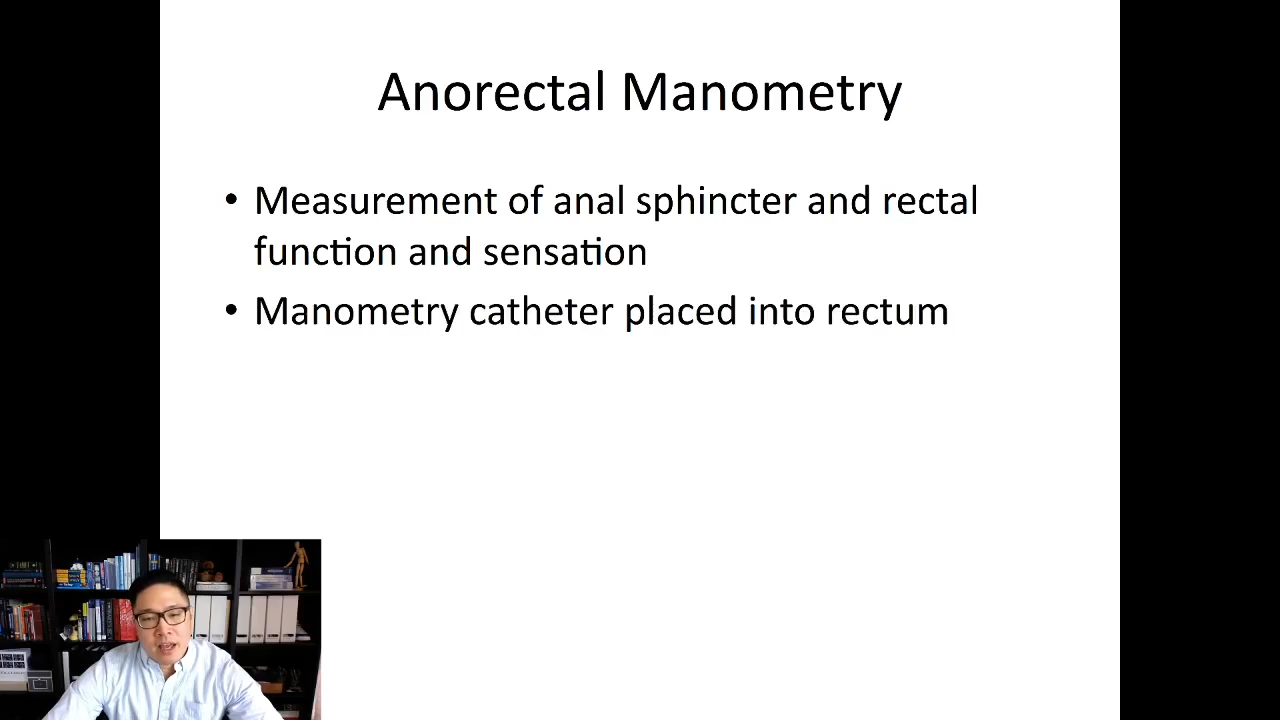 Anorectal Manometry
• Measurement of anal sphincter and rectal
function and sensation
• Manometry catheter placed into rectum